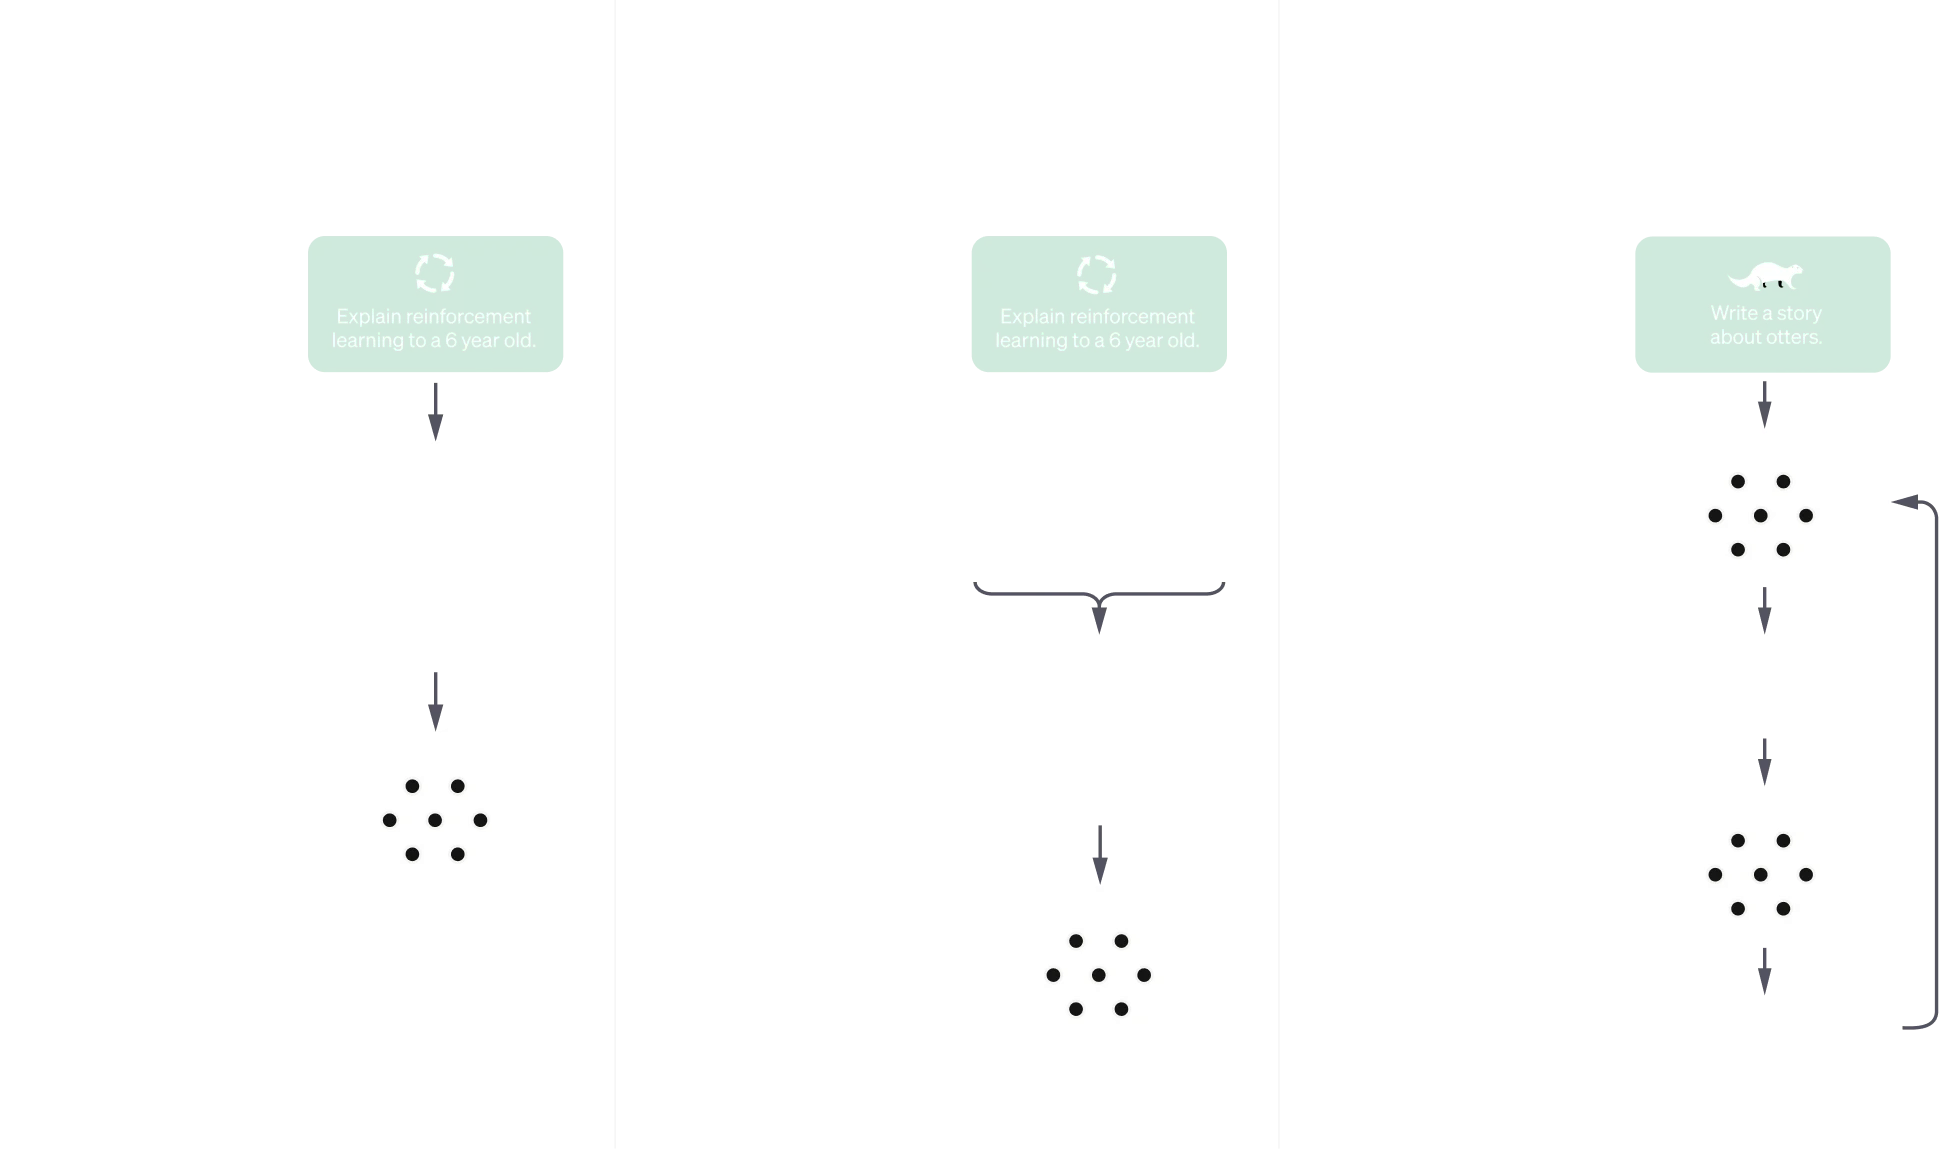 Explain reinforcement
learning to a 6 year old.
Explain reinforcement
learning to a 6 year old.
Write a story
about otters.